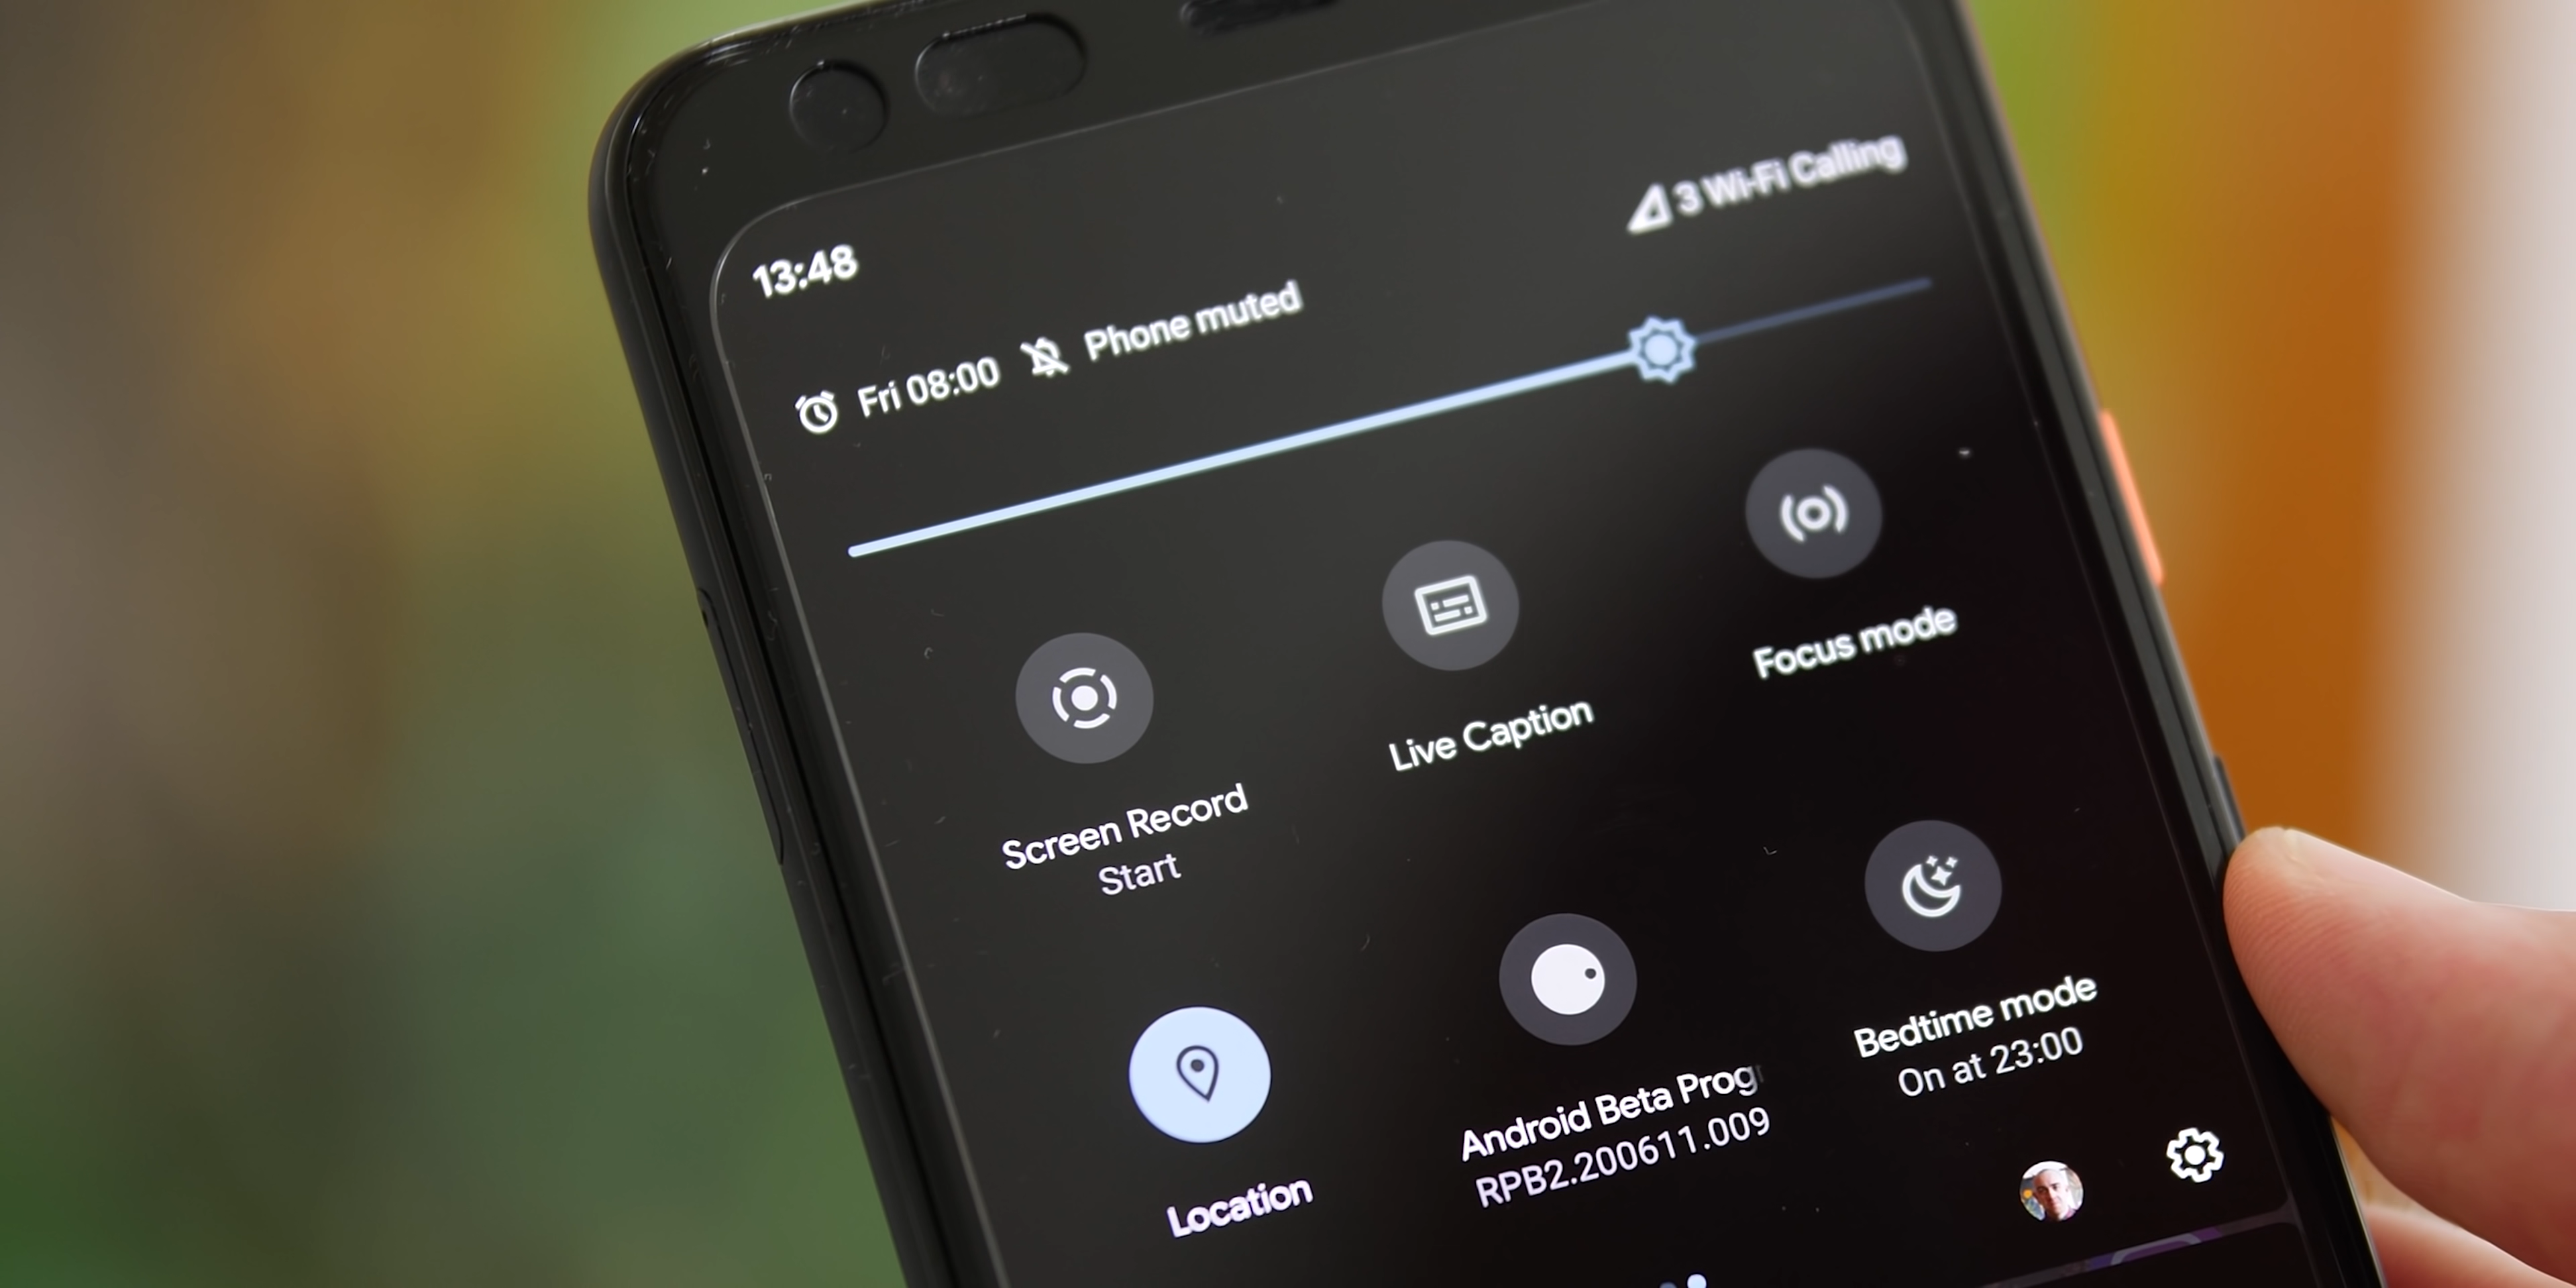 13:48
3 Wi-Fi Calling
Fri 08:00 Phone muted
Screen Record
Start
Live Caption
Focus mode
Location
Android Beta Prog
RPB2.200611.009
Bedtime mode
On at 23:00